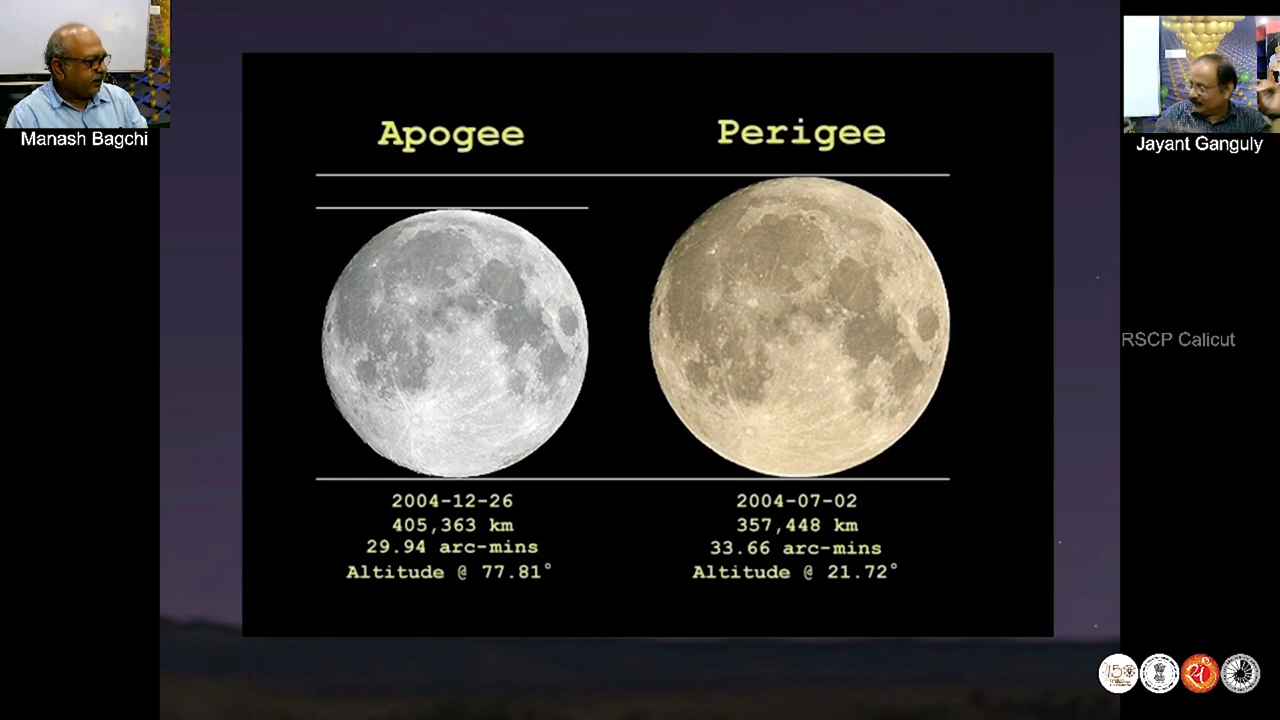 Manash Bagchi
Jayant Ganguly
Apogee
Perigee
2004-12-26
405,363 km
29.94 arc-mins
Altitude @ 77.81°
2004-07-02
357,448 km
33.66 arc-mins
Altitude @ 21.72°
RSCP Calicut
150